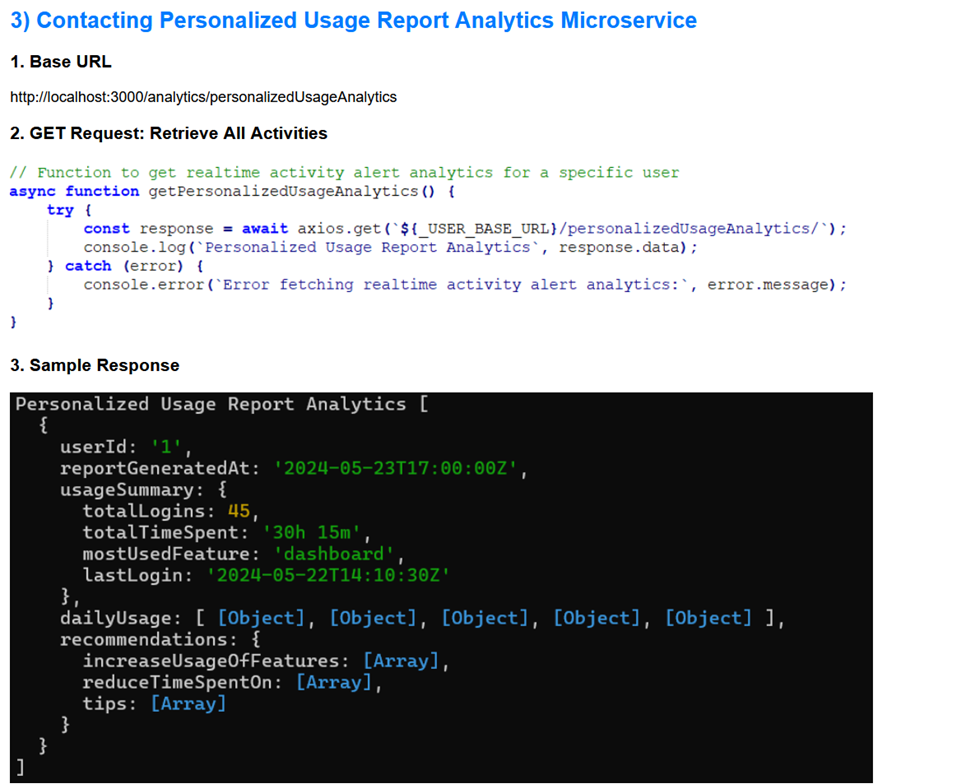 3) Contacting Personalized Usage Report Analytics Microservice
1. Base URL
http://localhost:3000/analytics/personalizedUsageAnalytics
2. GET Request: Retrieve All Activities
// Function to get realtime activity alert analytics for a specific user
async function getPersonalizedUsageAnalytics() {
    try {
        const response = await axios.get(`${_USER_BASE_URL}/personalizedUsageAnalytics/`);
        console.log(`Personalized Usage Report Analytics`, response.data);
    } catch (error) {
        console.error(`Error fetching realtime activity alert analytics:`, error.message);
    }
}
3. Sample Response
Personalized Usage Report Analytics [
  {
    userId: '1',
    reportGeneratedAt: '2024-05-23T17:00:00Z',
    usageSummary: {
      totalLogins: 45,
      totalTimeSpent: '30h 15m',
      mostUsedFeature: 'dashboard',
      lastLogin: '2024-05-22T14:10:30Z'
    },
    dailyUsage: [ [Object], [Object], [Object], [Object], [Object] ],
    recommendations: {
      increaseUsageOfFeatures: [Array],
      reduceTimeSpentOn: [Array],
      tips: [Array]
    }
  }
]